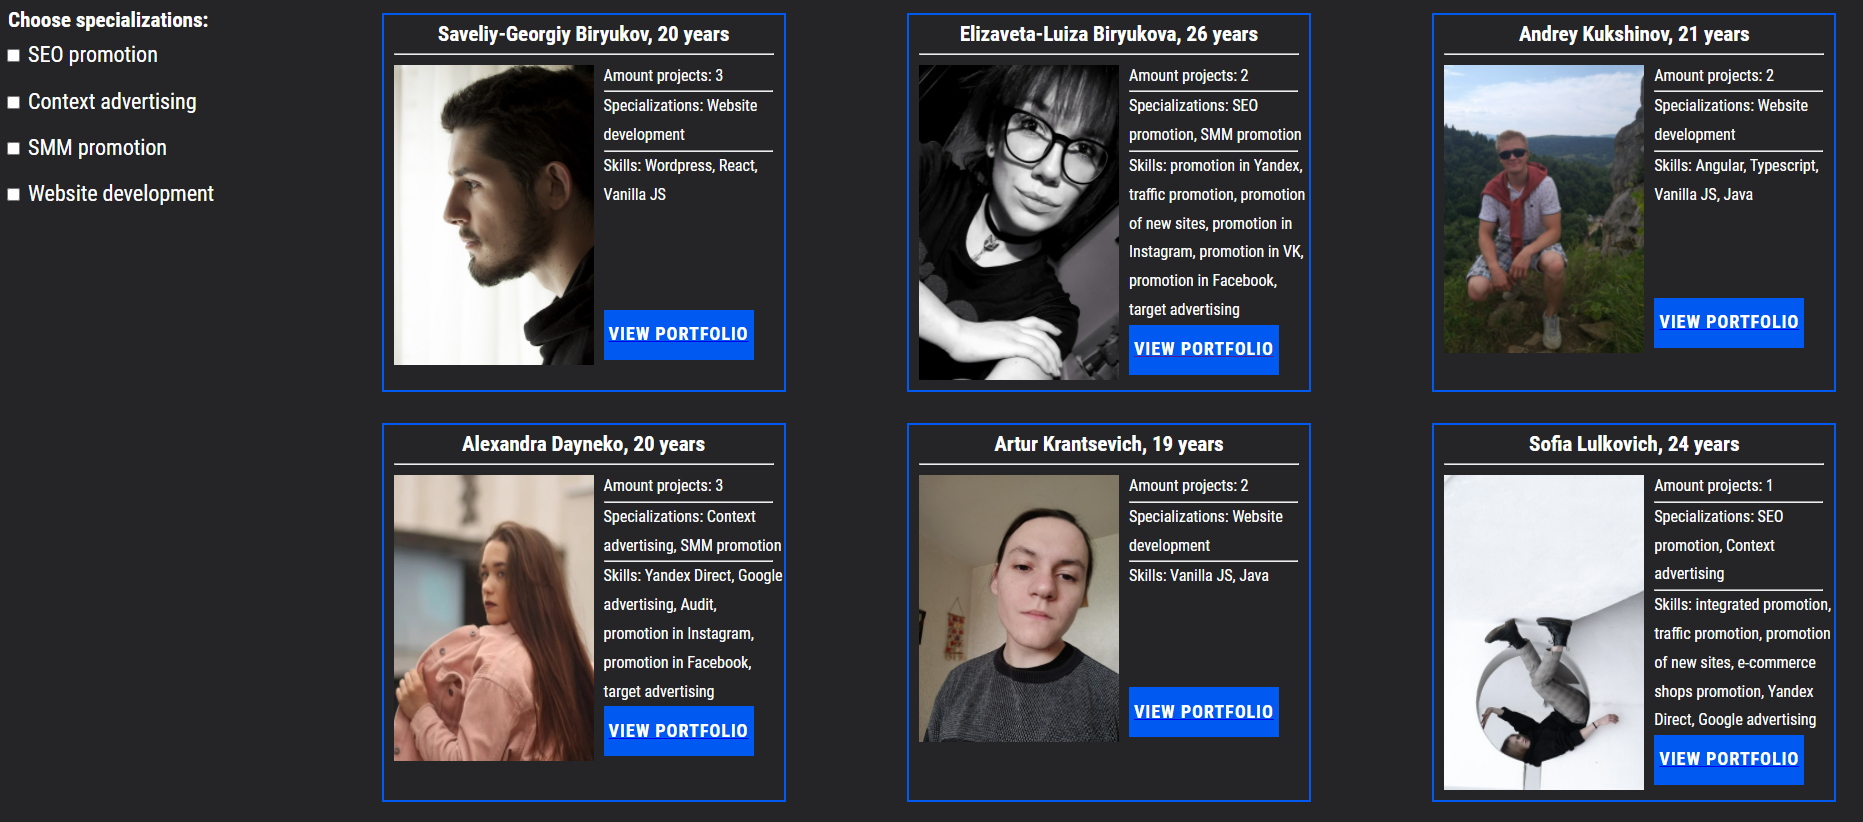 Choose specializations:
SEO promotion
Context advertising
SMM promotion
Website development
Saveliy-Georgiy Biryukov, 20 years
Amount projects: 3
Specializations: Website
development
Skills: Wordpress, React,
Vanilla JS
VIEW PORTFOLIO
Elizaveta-Luiza Biryukova, 26 years
Amount projects: 2
Specializations: SEO
promotion, SMM promotion
Skills: promotion in Yandex,
traffic promotion, promotion
of new sites, promotion in
Instagram, promotion in VK,
promotion in Facebook,
target advertising
VIEW PORTFOLIO
Andrey Kukshinov, 21 years
Amount projects: 2
Specializations: Website
development
Skills: Angular, Typescript,
Vanilla JS, Java
VIEW PORTFOLIO
Alexandra Dayneko, 20 years
Amount projects: 3
Specializations: Context
advertising, SMM promotion
Skills: Yandex Direct, Google
advertising, Audit,
promotion in Instagram,
promotion in Facebook,
target advertising
VIEW PORTFOLIO
Artur Krantsevich, 19 years
Amount projects: 2
Specializations: Website
development
Skills: Vanilla JS, Java
VIEW PORTFOLIO
Sofia Lulkovich, 24 years
Amount projects: 1
Specializations: SEO
promotion, Context
advertising
Skills: integrated promotion,
traffic promotion, promotion
of new sites, e-commerce
shops promotion, Yandex
Direct, Google advertising
VIEW PORTFOLIO